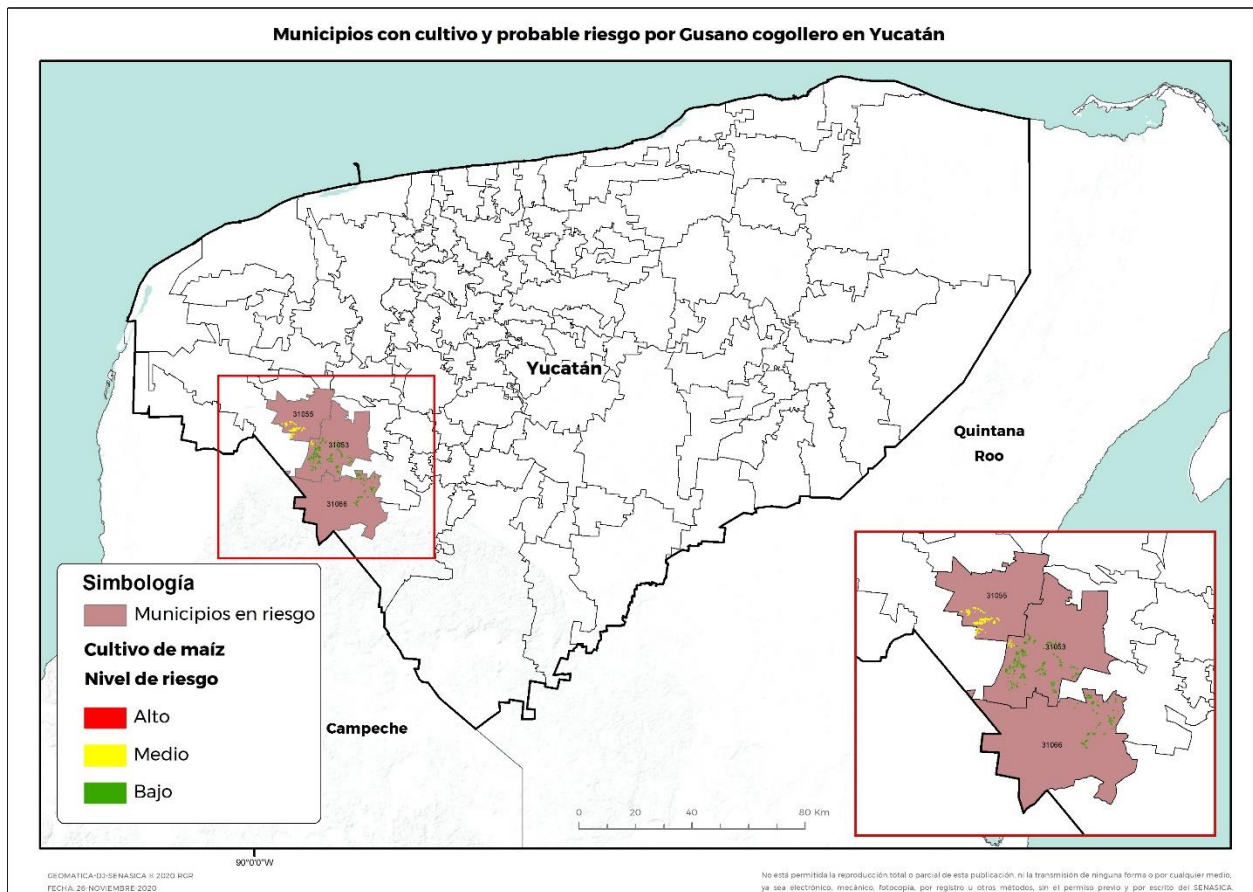 Municipios con cultivo y probable riesgo por Gusano cogollero en Yucatán
Yucatán
31055
31053
31066
Quintana
Roo
Campeche
Simbología
Municipios en riesgo
Cultivo de maíz
Nivel de riesgo
Alto
Medio
Bajo
0 20 40 80 Km
31055
31053
31066
90°0'0"W
GEOMATICA-DJ-SENASICA © 2020 RGR
FECHA: 26-NOVIEMBRE-2020
No está permitida la reproducción total o parcial de esta publicación, ni la transmisión de ninguna forma o por cualquier medio,
ya sea electrónico, mecánico, fotocopia, por registro u otros métodos, sin el permiso previo y por escrito del SENASICA.